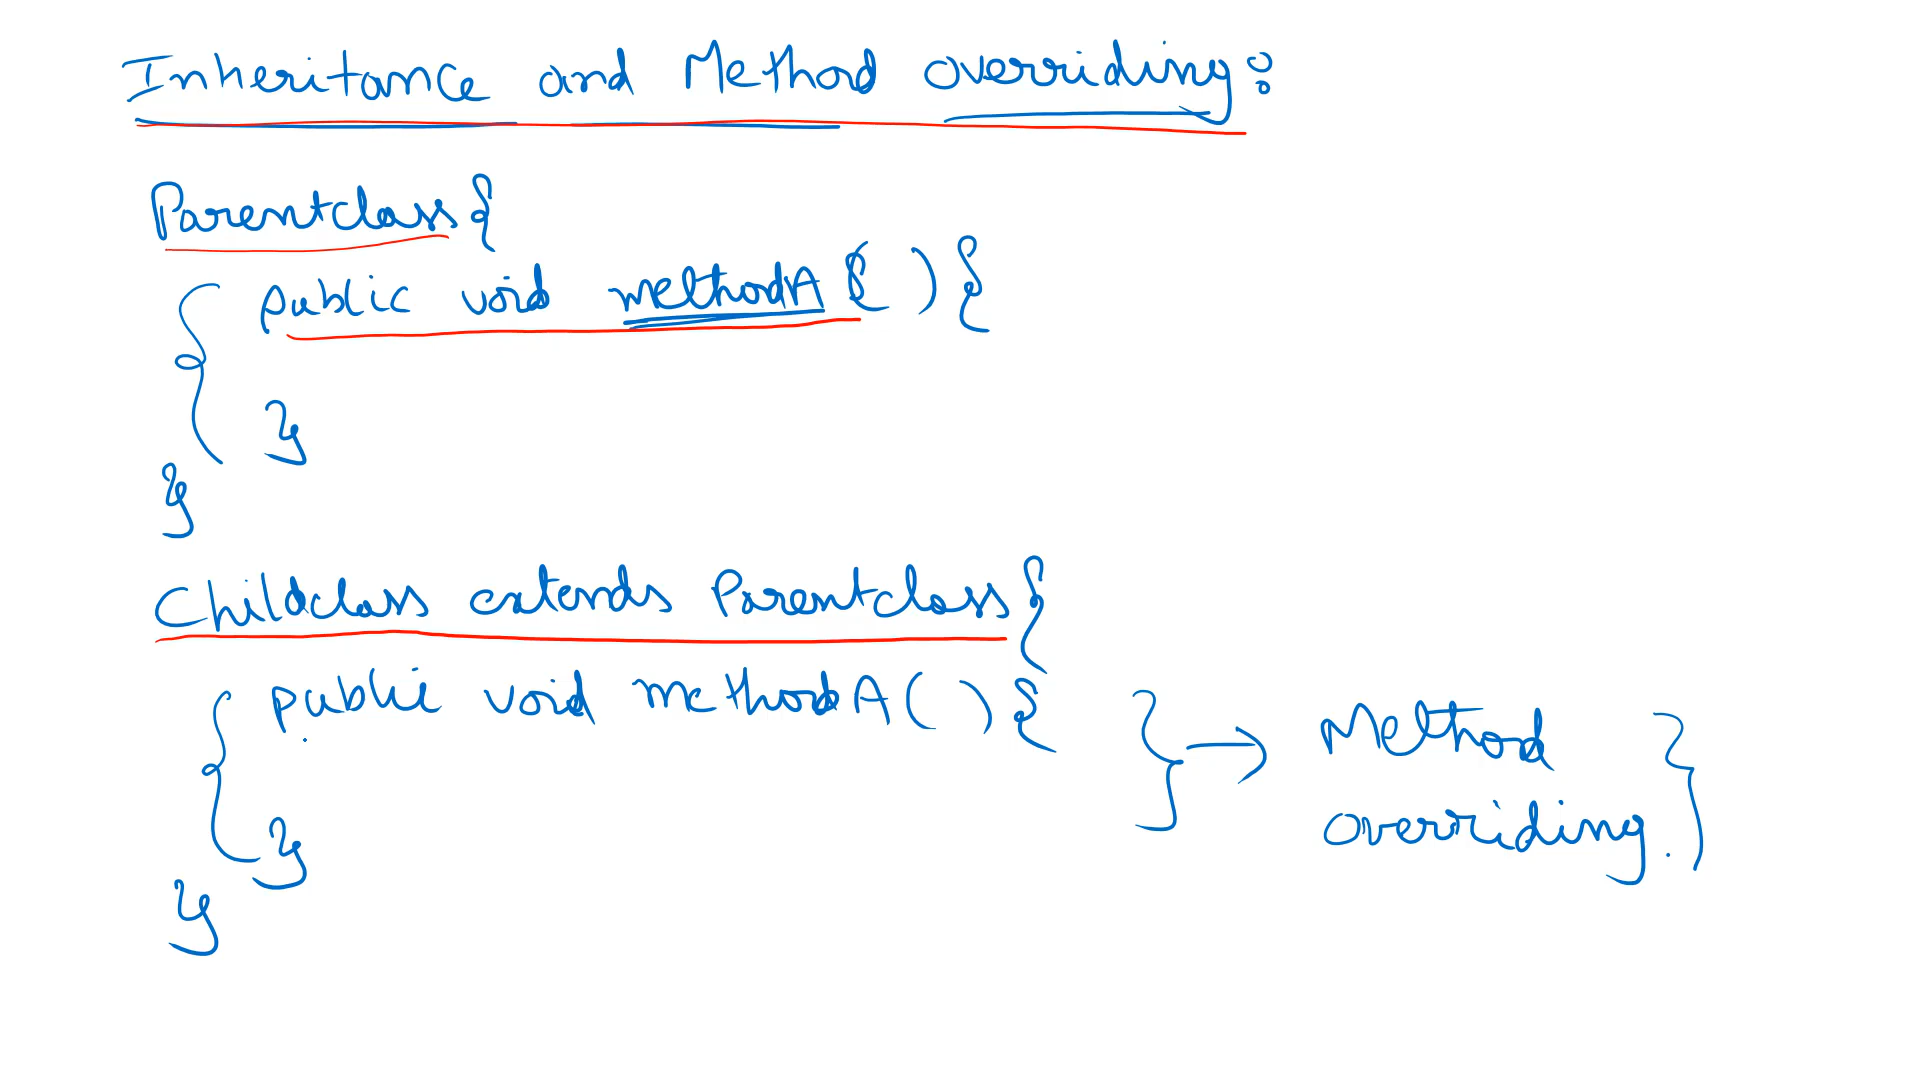 Inheritance and Method overriding:
Parentclass{
{ public void methodA(){
}
}
Childclass extends Parentclass{
{ public void methodA(){ } → Method }
overriding.
}
}